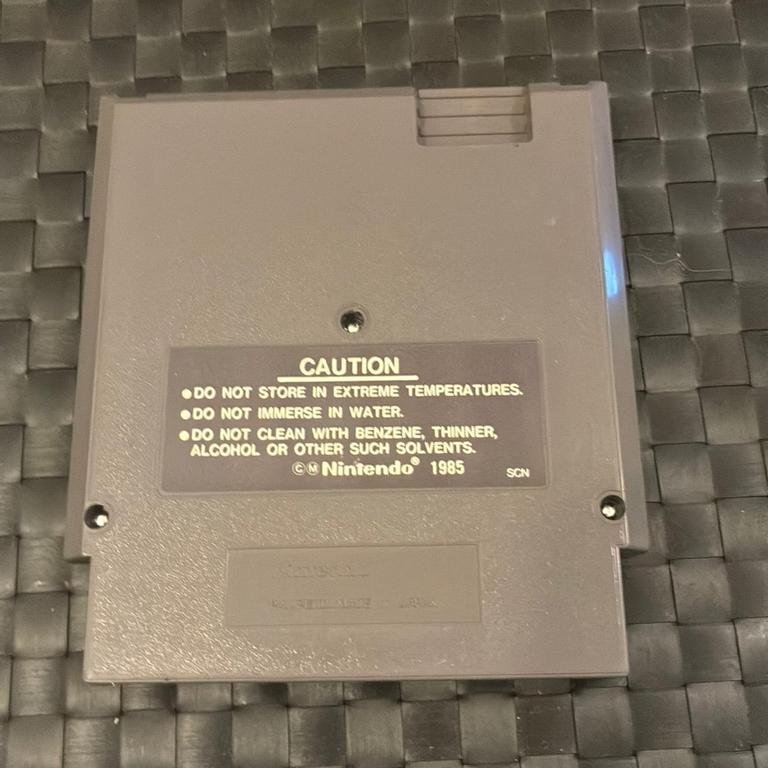 CAUTION
●DO NOT STORE IN EXTREME TEMPERATURES.
●DO NOT IMMERSE IN WATER.
●DO NOT CLEAN WITH BENZENE, THINNER,
ALCOHOL OR OTHER SUCH SOLVENTS.
ⒸⓂNintendo® 1985
SCN